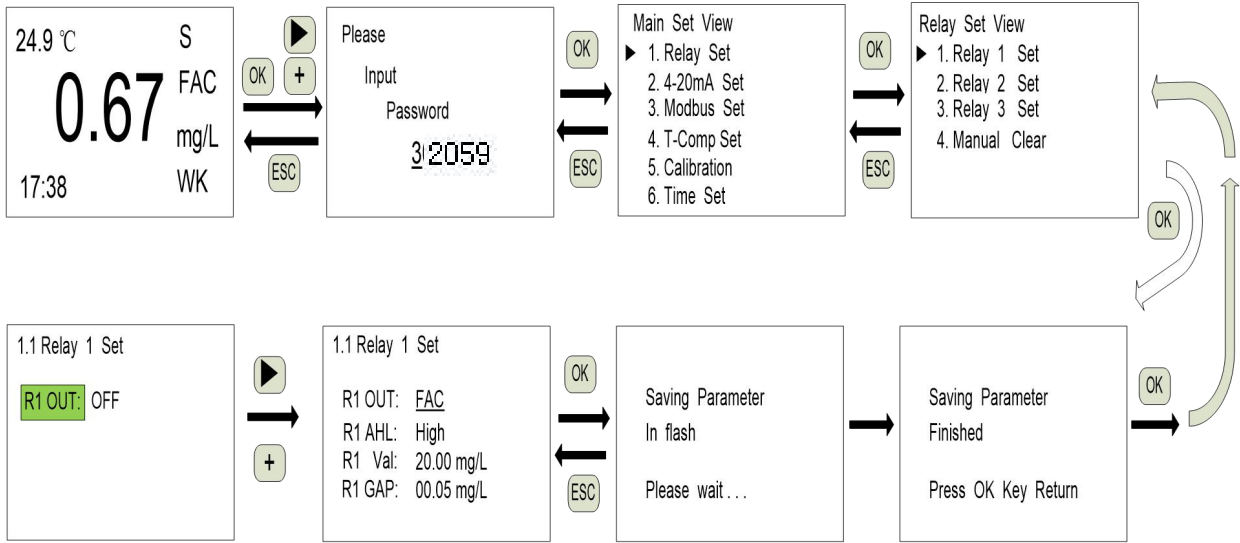 24.9 ℃ S
0.67 FAC
mg/L
17:38 WK
OK +
ESC
Please
Input
Password
32059
OK
ESC
Main Set View
1. Relay Set
2. 4-20mA Set
3. Modbus Set
4. T-Comp Set
5. Calibration
6. Time Set
OK
ESC
Relay Set View
1. Relay 1 Set
2. Relay 2 Set
3. Relay 3 Set
4. Manual Clear
OK
1.1 Relay 1 Set
R1 OUT: OFF
+
1.1 Relay 1 Set
R1 OUT: FAC
R1 AHL: High
R1 Val: 20.00 mg/L
R1 GAP: 00.05 mg/L
OK
ESC
Saving Parameter
In flash
Please wait . . .
Saving Parameter
Finished
Press OK Key Return
OK